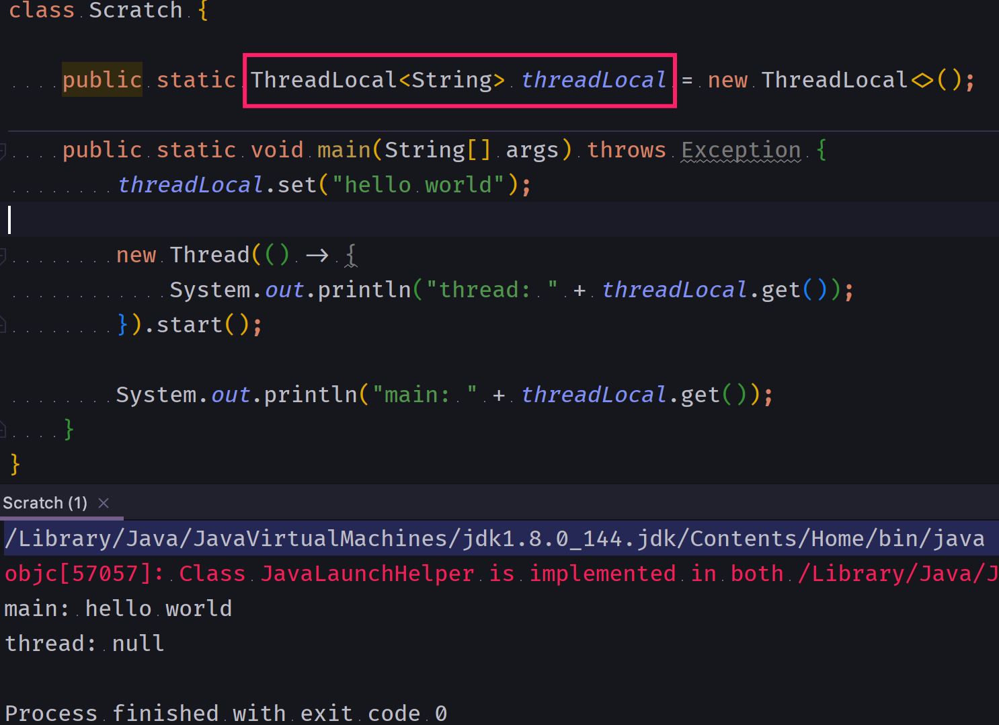 class Scratch {
public static ThreadLocal<String> threadLocal = new ThreadLocal<>();
public static void main(String[] args) throws Exception {
threadLocal.set("hello world");
new Thread(() -> {
System.out.println("thread: " + threadLocal.get());
}).start();
System.out.println("main: " + threadLocal.get());
}
}
Scratch (1) ×
/Library/Java/JavaVirtualMachines/jdk1.8.0_144.jdk/Contents/Home/bin/java
objc[57057]: Class JavaLaunchHelper is implemented in both /Library/Java/J
main: hello world
thread: null
Process finished with exit code 0